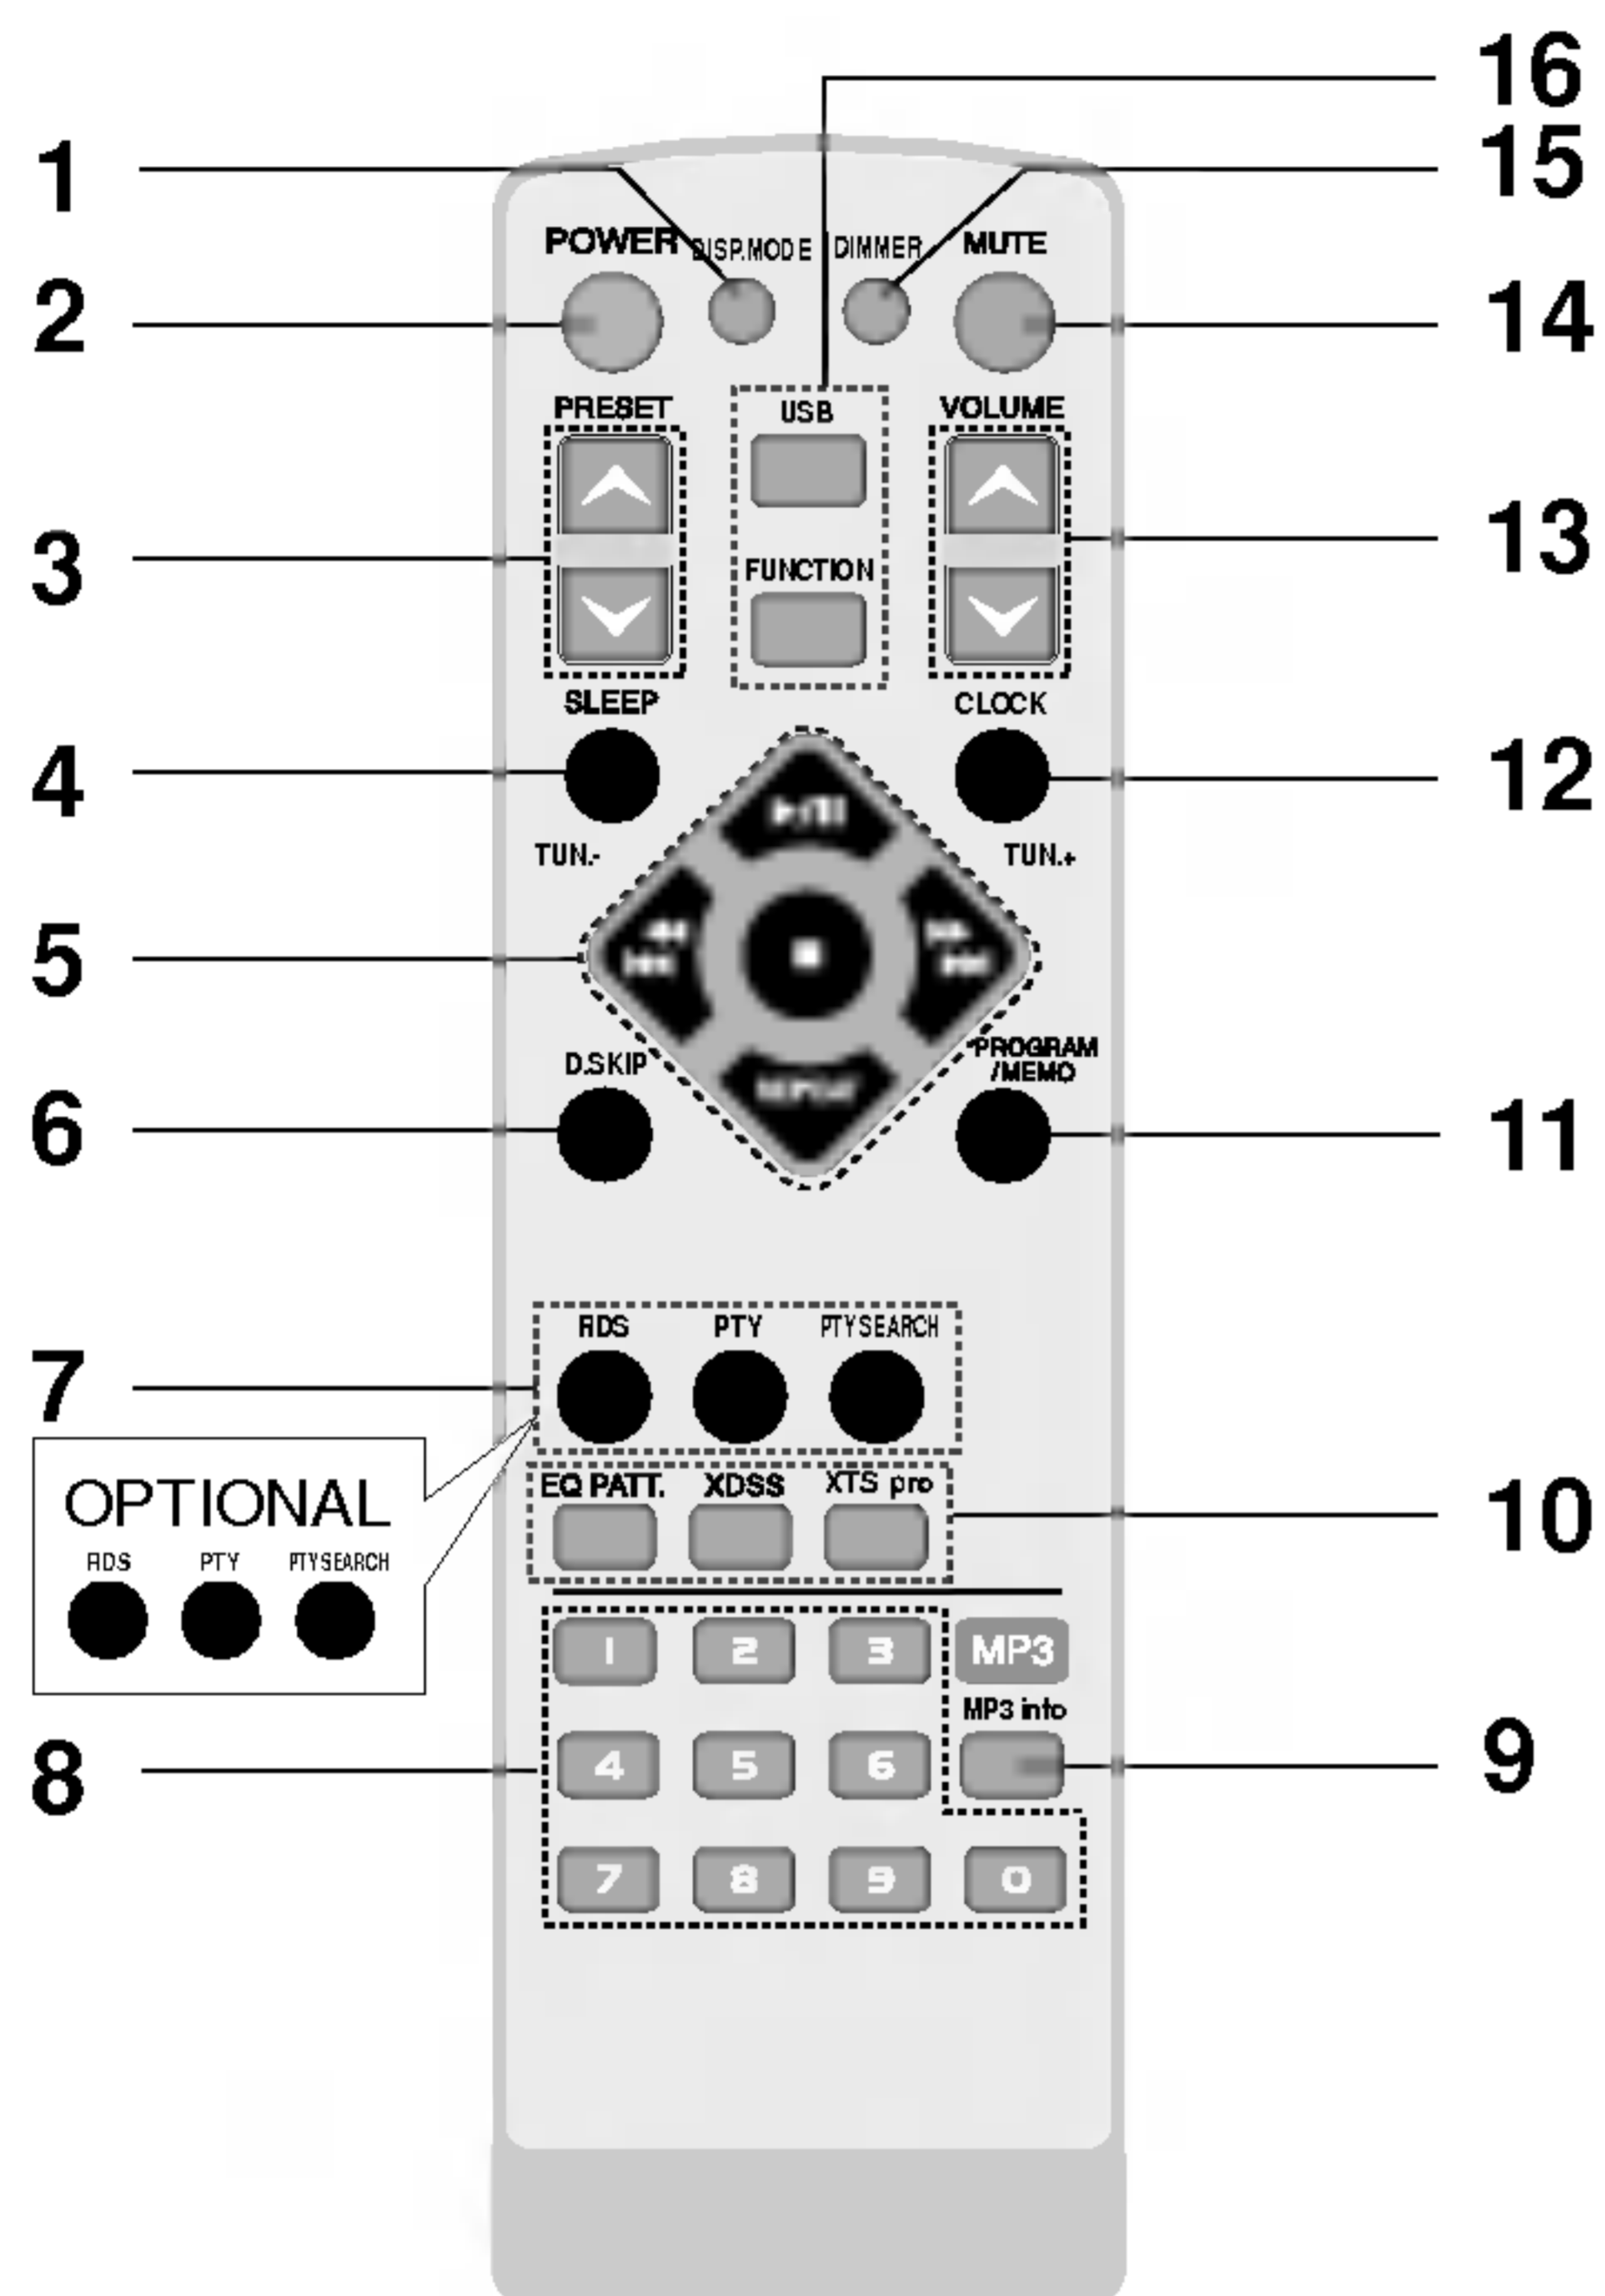 16
1
15
POWER DISP.MODE DIMMER MUTE
2
14
PRESET USB VOLUME
3
13
FUNCTION
SLEEP CLOCK
4
12
TUN.- TUN.+
5
D.SKIP PROGRAM
/MEMO
6
11
RDS PTY PTY SEARCH
7
OPTIONAL
RDS PTY PTY SEARCH
EQ PATT. XDSS XTS pro
10
1 2 3 MP3
MP3 into
8
4 5 6
9
7 8 9 0